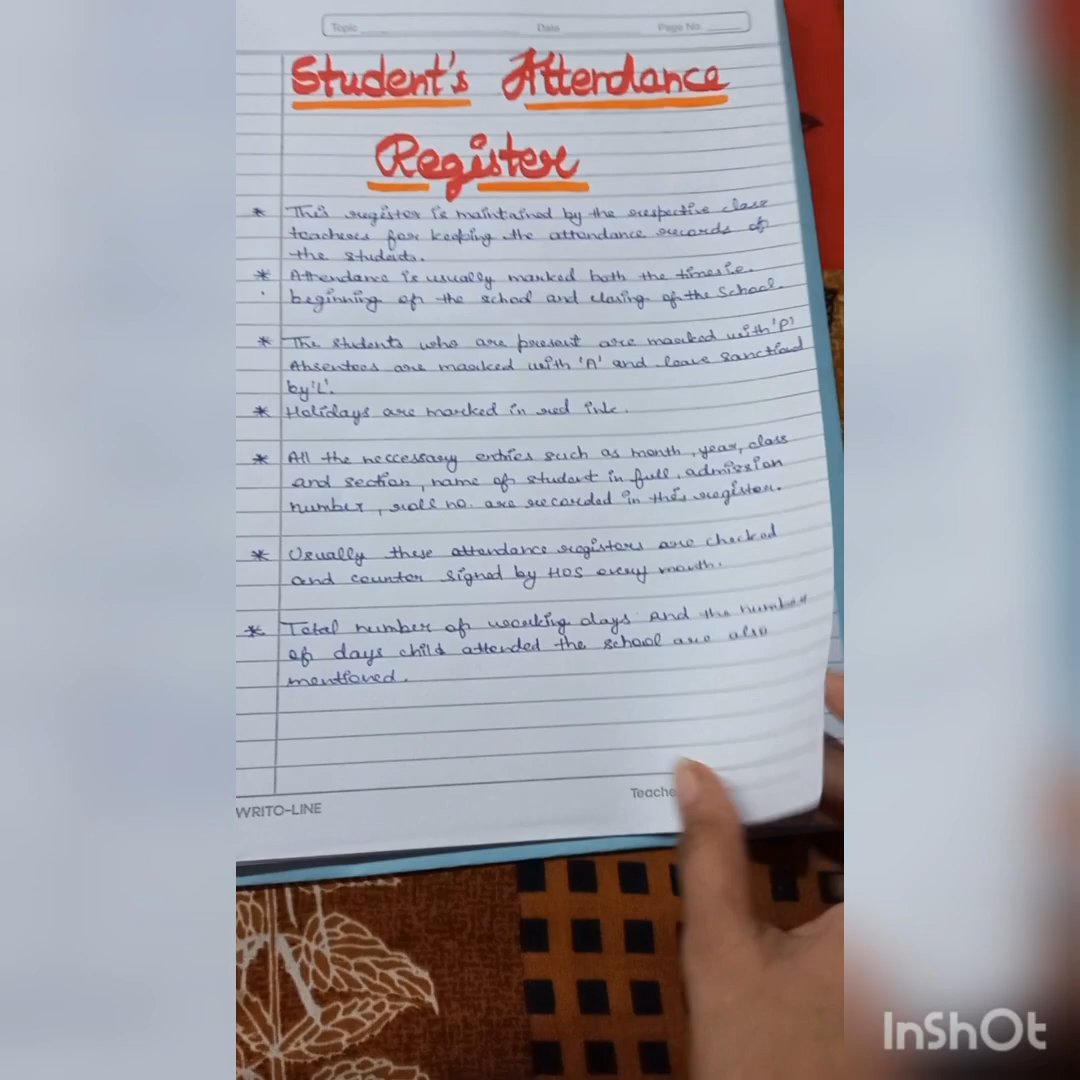 Topic Date Page No.
Student's Attendance
Register
* This register is maintained by the respective class
teachers for keeping the attendance records of
the students.
* Attendance is usually marked both the times i.e.
beginning of the school and closing of the School.
* The students who are present are marked with 'P'
Absentees are marked with 'A' and leave sanctiond
by 'L'.
* Holidays are marked in red ink.
* All the neccessary entries such as month, year, class
and section, name of student in full, admission
number, roll no. are recorded in this register.
* Usually these attendance registers are checked
and counter signed by HOS every month.
* Total number of working days and the number
of days child attended the school are also
mentioned.
WRITO-LINE Teache
InShOt